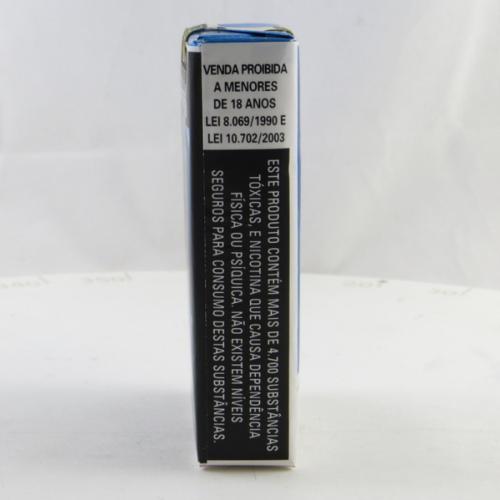 VENDA PROIBIDA
A MENORES
DE 18 ANOS
LEI 8.069/1990 E
LEI 10.702/2003
ESTE PRODUTO CONTÉM MAIS DE 4.700 SUBSTÂNCIAS
TÓXICAS, E NICOTINA QUE CAUSA DEPENDÊNCIA
FÍSICA OU PSÍQUICA. NÃO EXISTEM NÍVEIS
SEGUROS PARA CONSUMO DESTAS SUBSTÂNCIAS.